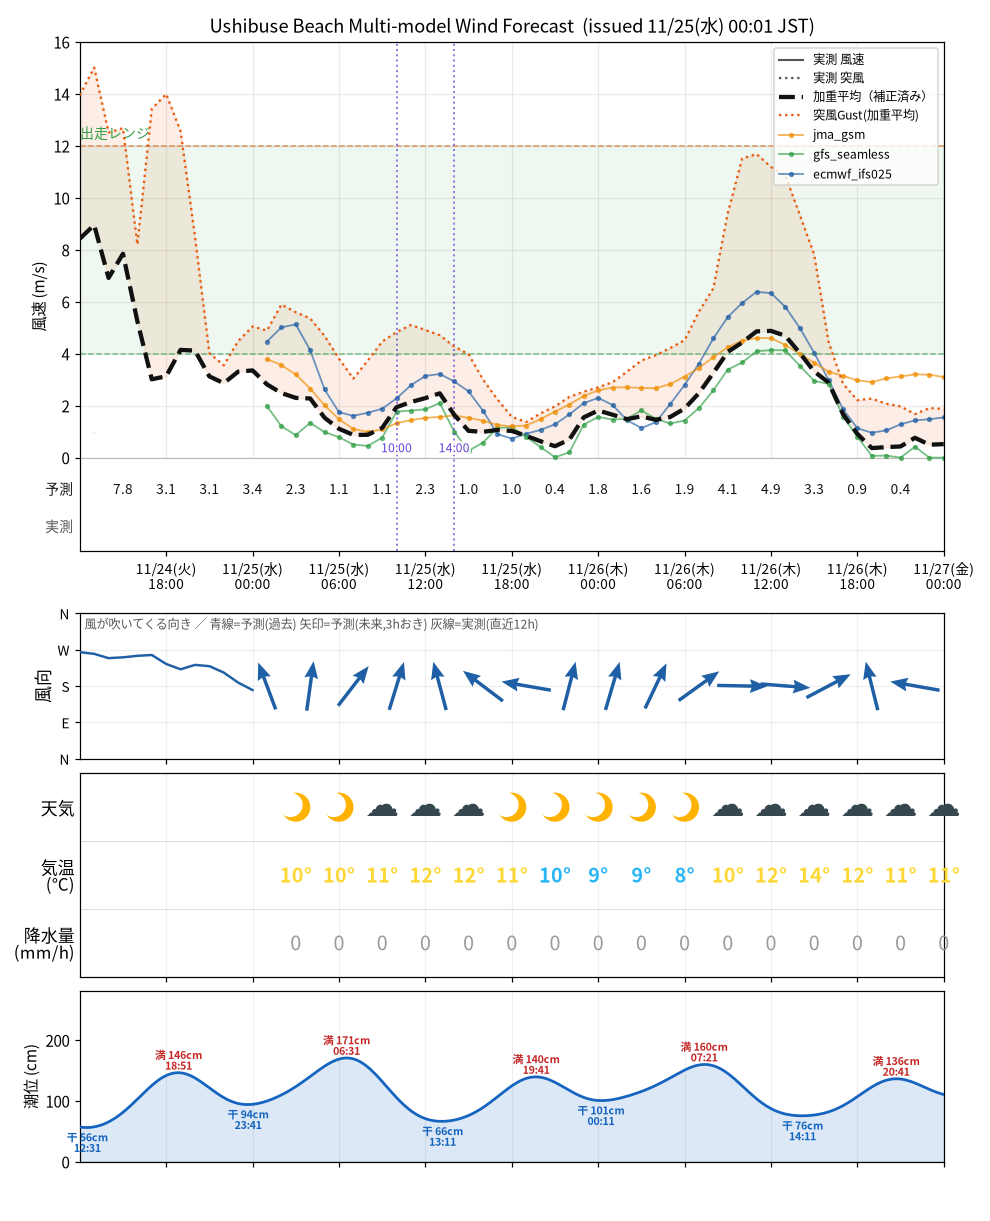 Ushibuse Beach Multi-model Wind Forecast (issued 11/25(水) 00:01 JST)
16
14
12
10
8
6
4
2
0
風速 (m/s)
出走レンジ
実測 風速
実測 突風
加重平均（補正済み）
突風Gust(加重平均)
jma_gsm
gfs_seamless
ecmwf_ifs025
10:00 14:00
予測 7.8 3.1 3.1 3.4 2.3 1.1 1.1 2.3 1.0 1.0 0.4 1.8 1.6 1.9 4.1 4.9 3.3 0.9 0.4
実測
11/24(火) 11/25(水) 11/25(水) 11/25(水) 11/25(水) 11/26(木) 11/26(木) 11/26(木) 11/26(木) 11/27(金)
18:00 00:00 06:00 12:00 18:00 00:00 06:00 12:00 18:00 00:00
風向
N
W
S
E
N
風が吹いてくる向き ／ 青線=予測(過去) 矢印=予測(未来,3hおき) 灰線=実測(直近12h)
天気
気温
(°C)
10° 10° 11° 12° 12° 11° 10° 9° 9° 8° 10° 12° 14° 12° 11° 11°
降水量
(mm/h)
0 0 0 0 0 0 0 0 0 0 0 0 0 0 0 0
潮位 (cm)
200
100
0
干 56cm
12:31
満 146cm
18:51
干 94cm
23:41
満 171cm
06:31
干 66cm
13:11
満 140cm
19:41
干 101cm
00:11
満 160cm
07:21
干 76cm
14:11
満 136cm
20:41